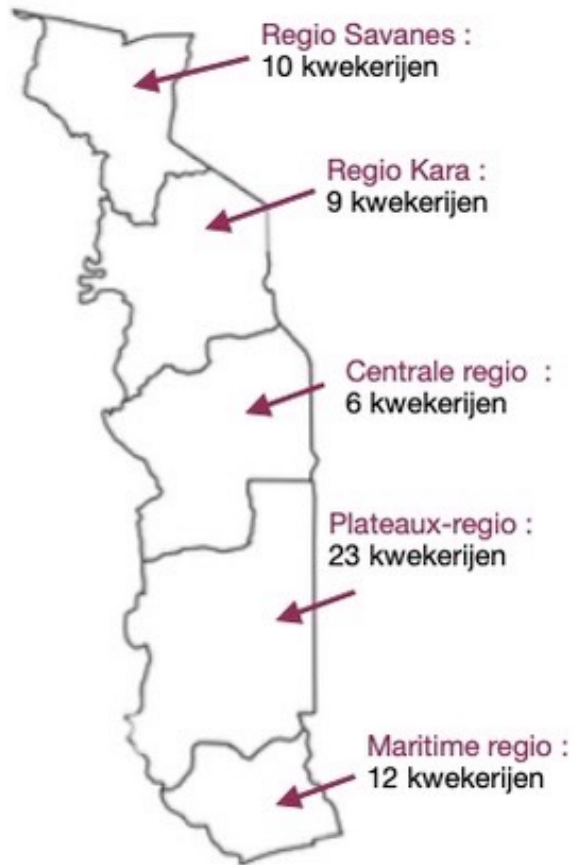 Regio Savanes :
10 kwekerijen
Regio Kara :
9 kwekerijen
Centrale regio :
6 kwekerijen
Plateaux-regio :
23 kwekerijen
Maritime regio :
12 kwekerijen